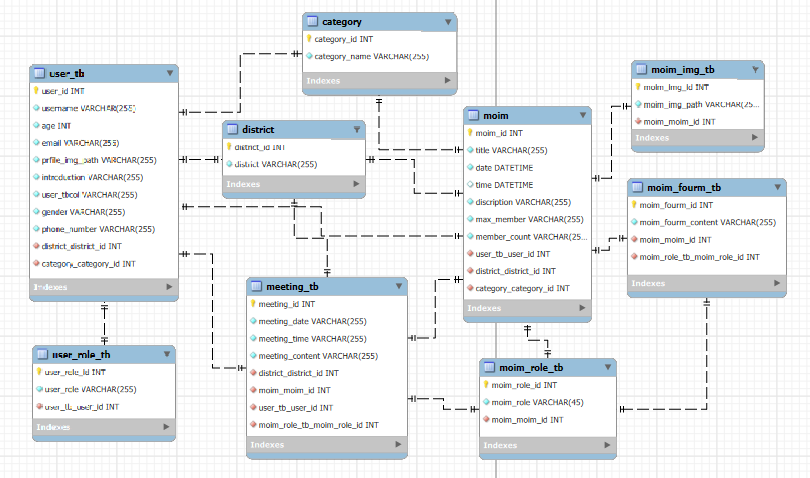 category
category_id INT
category_name VARCHAR(255)
Indexes
user_tb
user_id INT
username VARCHAR(255)
age INT
email VARCHAR(255)
prfile_img_path VARCHAR(255)
introduction VARCHAR(255)
user_tbcol VARCHAR(255)
gender VARCHAR(255)
phone_number VARCHAR(255)
district_district_id INT
category_category_id INT
Indexes
district
district_id INT
district VARCHAR(255)
Indexes
moim
moim_id INT
title VARCHAR(255)
date DATETIME
time DATETIME
discription VARCHAR(255)
max_member VARCHAR(255)
member_count VARCHAR(25...
user_tb_user_id INT
district_district_id INT
category_category_id INT
Indexes
moim_img_tb
moim_img_id INT
moim_img_path VARCHAR(25...
moim_moim_id INT
Indexes
moim_fourm_tb
moim_fourm_id INT
moim_fourm_content VARCHAR(255)
moim_moim_id INT
moim_role_tb_moim_role_id INT
Indexes
meeting_tb
meeting_id INT
meeting_date VARCHAR(255)
meeting_time VARCHAR(255)
meeting_content VARCHAR(255)
district_district_id INT
moim_moim_id INT
user_tb_user_id INT
moim_role_tb_moim_role_id INT
Indexes
user_role_tb
user_role_id INT
user_role VARCHAR(255)
user_tb_user_id INT
Indexes
moim_role_tb
moim_role_id INT
moim_role VARCHAR(45)
moim_moim_id INT
Indexes